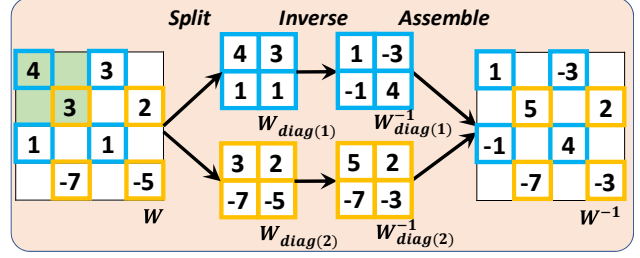 Split Inverse Assemble
4 3
3 2
1 1
-7 -5
W
4 3
1 1
W_diag(1)
1 -3
-1 4
W^-1_diag(1)
3 2
-7 -5
W_diag(2)
5 2
-7 -3
W^-1_diag(2)
1 -3
5 2
-1 4
-7 -3
W^-1